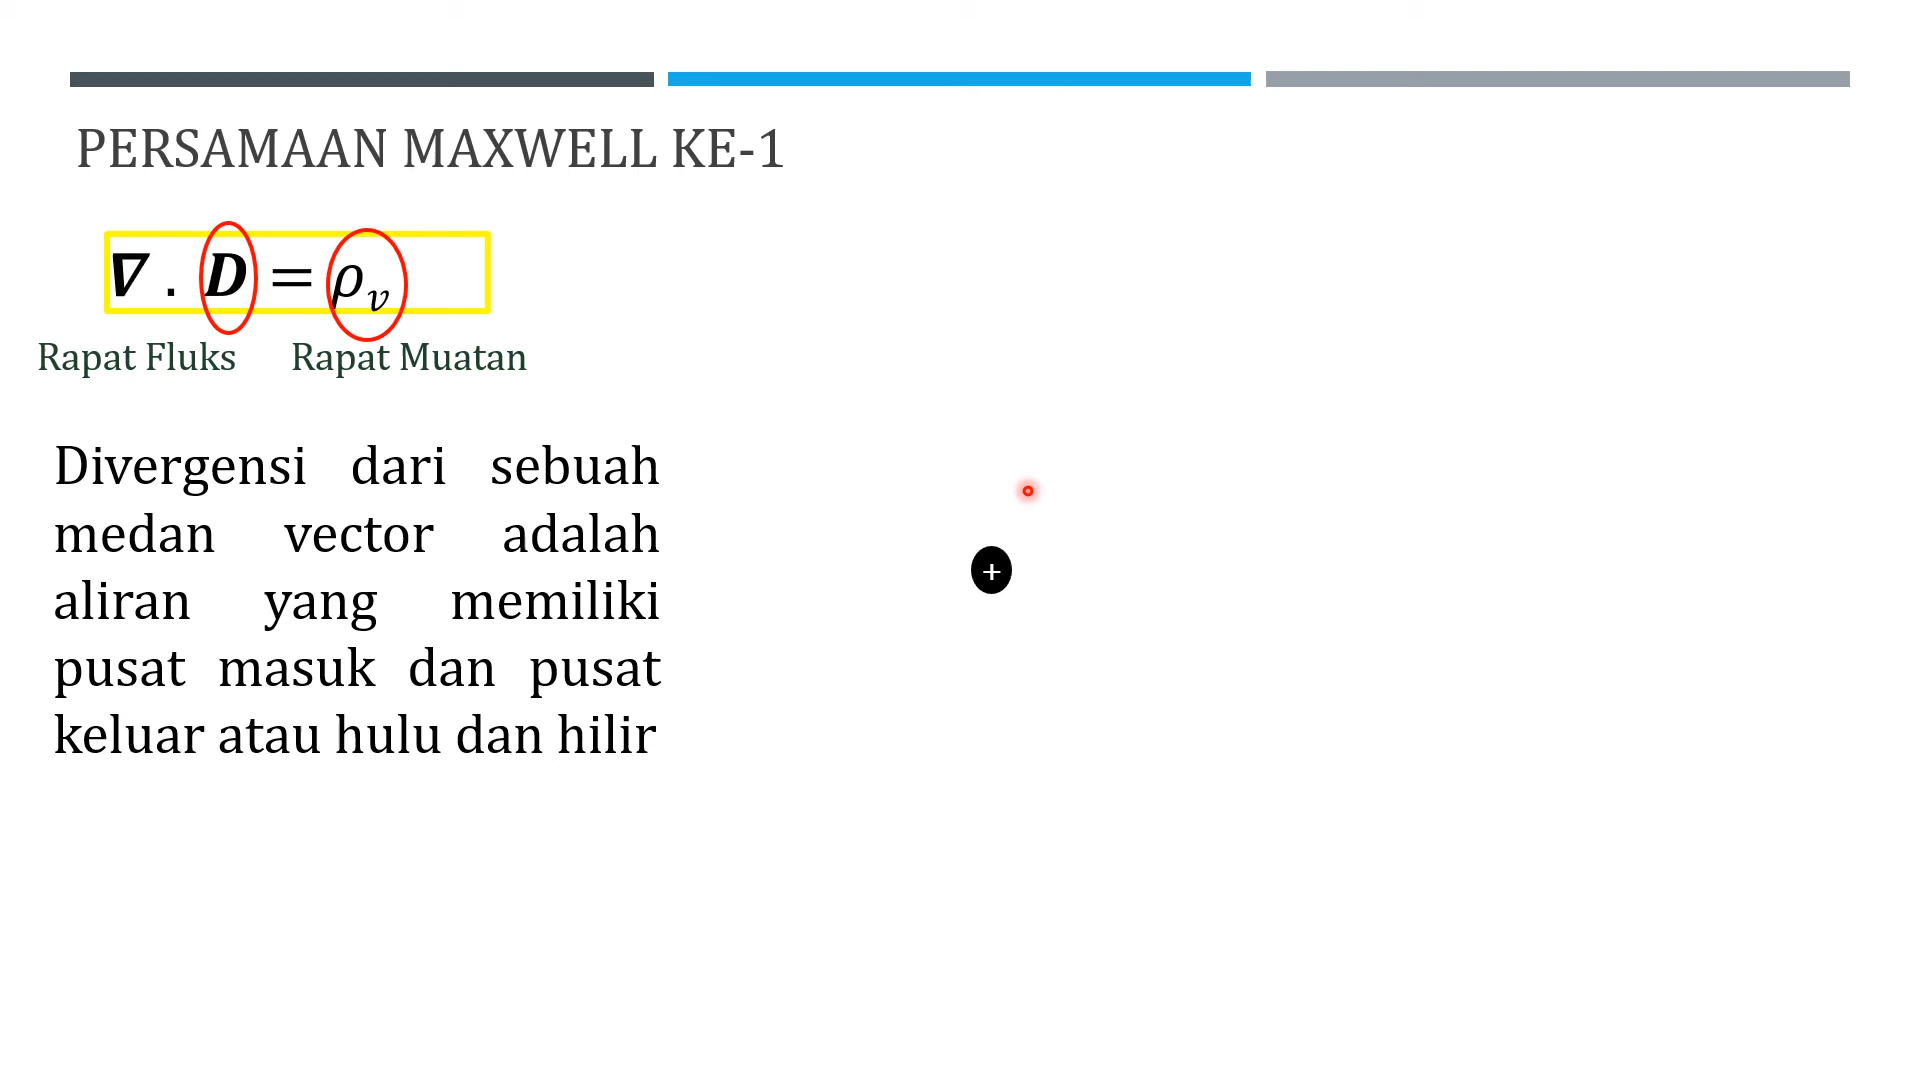 PERSAMAAN MAXWELL KE-1
∇ . D = ρᵥ
Rapat Fluks Rapat Muatan
Divergensi dari sebuah
medan vector adalah
aliran yang memiliki
pusat masuk dan pusat
keluar atau hulu dan hilir
+